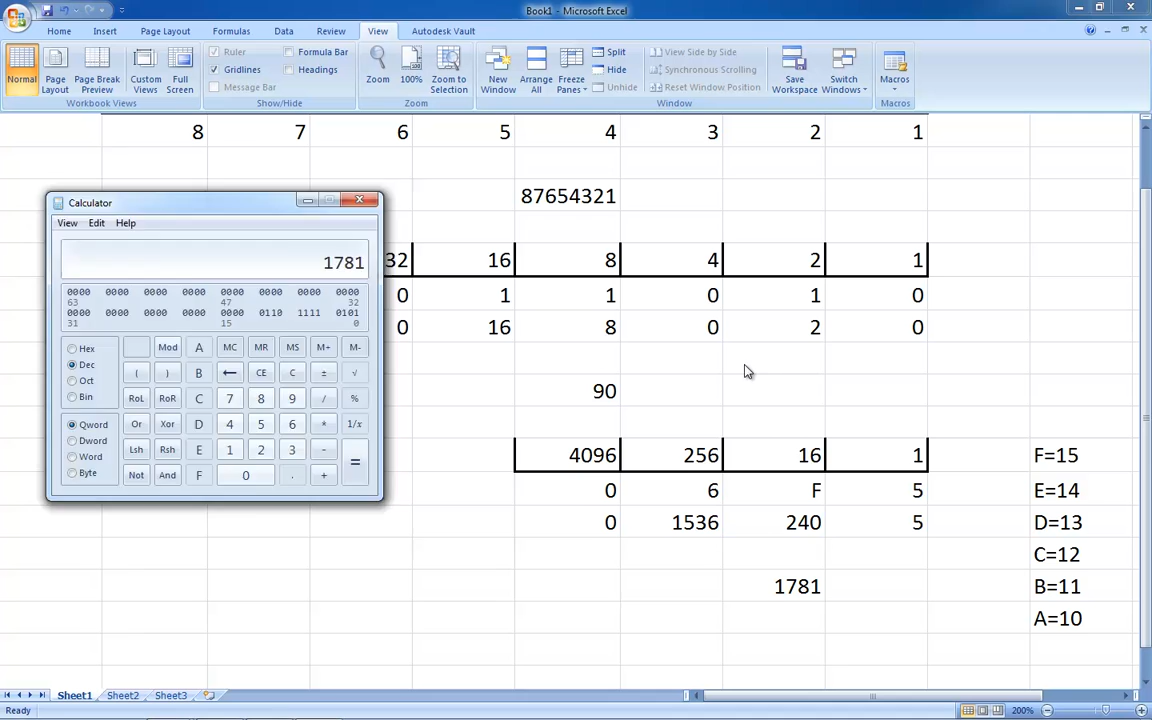 Book1 - Microsoft Excel
Home Insert Page Layout Formulas Data Review View Autodesk Vault
Normal Page Layout Page Break Preview Custom Views Full Screen
Workbook Views
Ruler Formula Bar
Gridlines Headings
Message Bar
Show/Hide
Zoom 100% Zoom to Selection
Zoom
New Window Arrange All Freeze Panes
Split
Hide
Unhide
View Side by Side
Synchronous Scrolling
Reset Window Position
Window
Save Workspace Switch Windows
Macros
Macros
8 7 6 5 4 3 2 1
87654321
32 16 8 4 2 1
0 1 1 0 1 0
0 16 8 0 2 0
90
4096 256 16 1 F=15
0 6 F 5 E=14
0 1536 240 5 D=13
C=12
1781 B=11
A=10
Calculator
View Edit Help
1781
0000 0000 0000 0000 0000 0000 0000 0000
63 47 32
0000 0000 0000 0000 0000 0110 1111 0101
31 15 0
Hex Mod A MC MR MS M+ M-
Dec ( ) B ← CE C ± √
Oct RoL RoR C 7 8 9 / %
Bin
Qword Or Xor D 4 5 6 * 1/x
Dword Lsh Rsh E 1 2 3 - =
Word
Byte Not And F 0 . +
Sheet1 Sheet2 Sheet3
Ready 200%